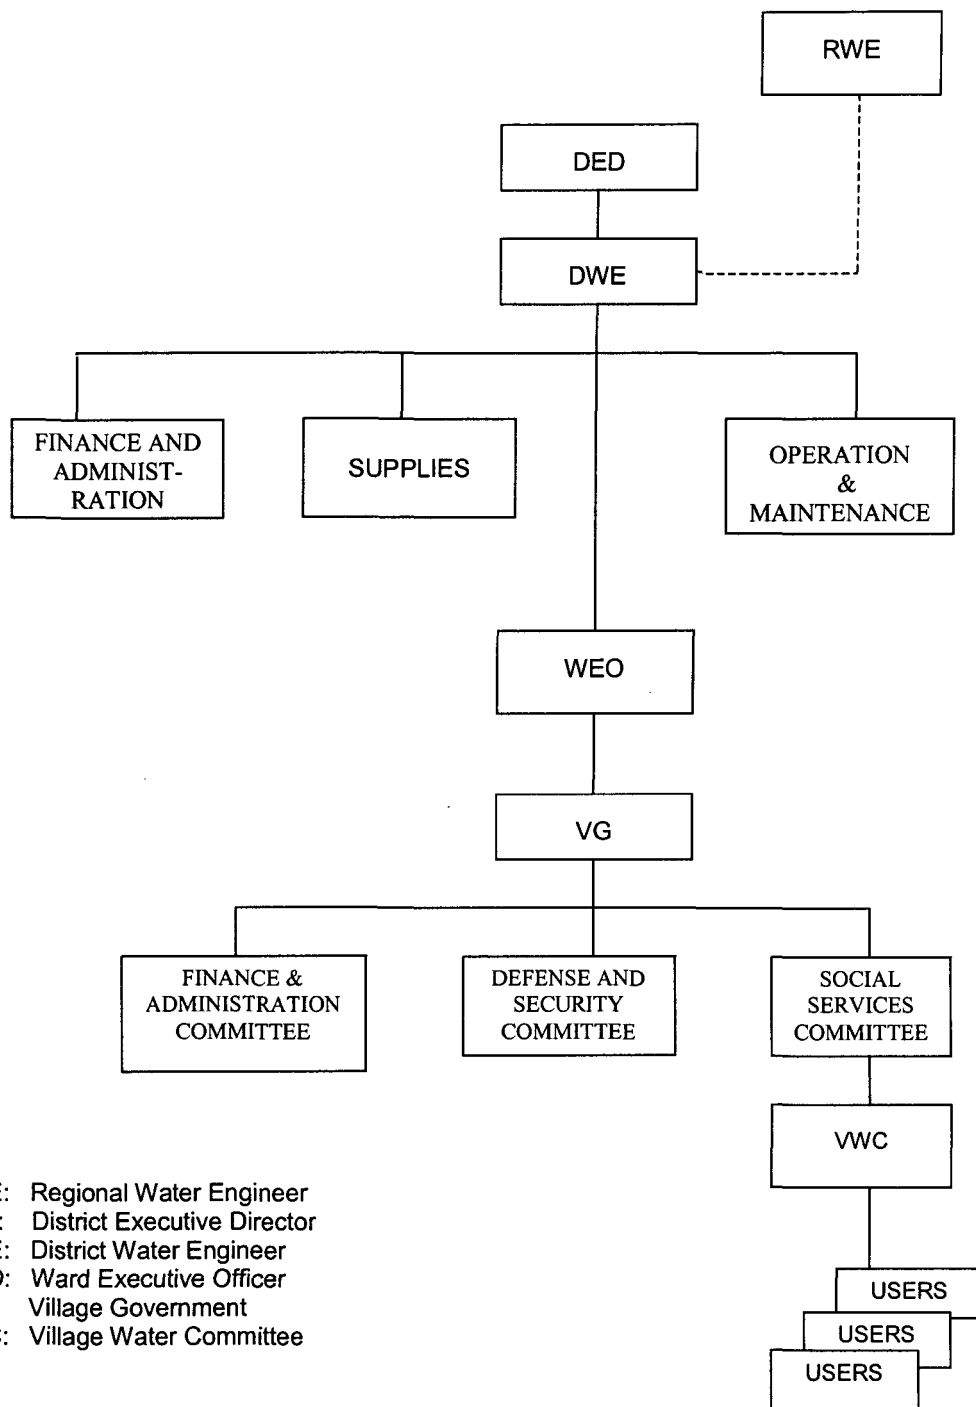 RWE
DED
DWE
FINANCE AND
ADMINIST-
RATION
SUPPLIES
OPERATION
&
MAINTENANCE
WEO
VG
FINANCE &
ADMINISTRATION
COMMITTEE
DEFENSE AND
SECURITY
COMMITTEE
SOCIAL
SERVICES
COMMITTEE
VWC
: Regional Water Engineer
: District Executive Director
: District Water Engineer
: Ward Executive Officer
Village Government
: Village Water Committee
USERS
USERS
USERS